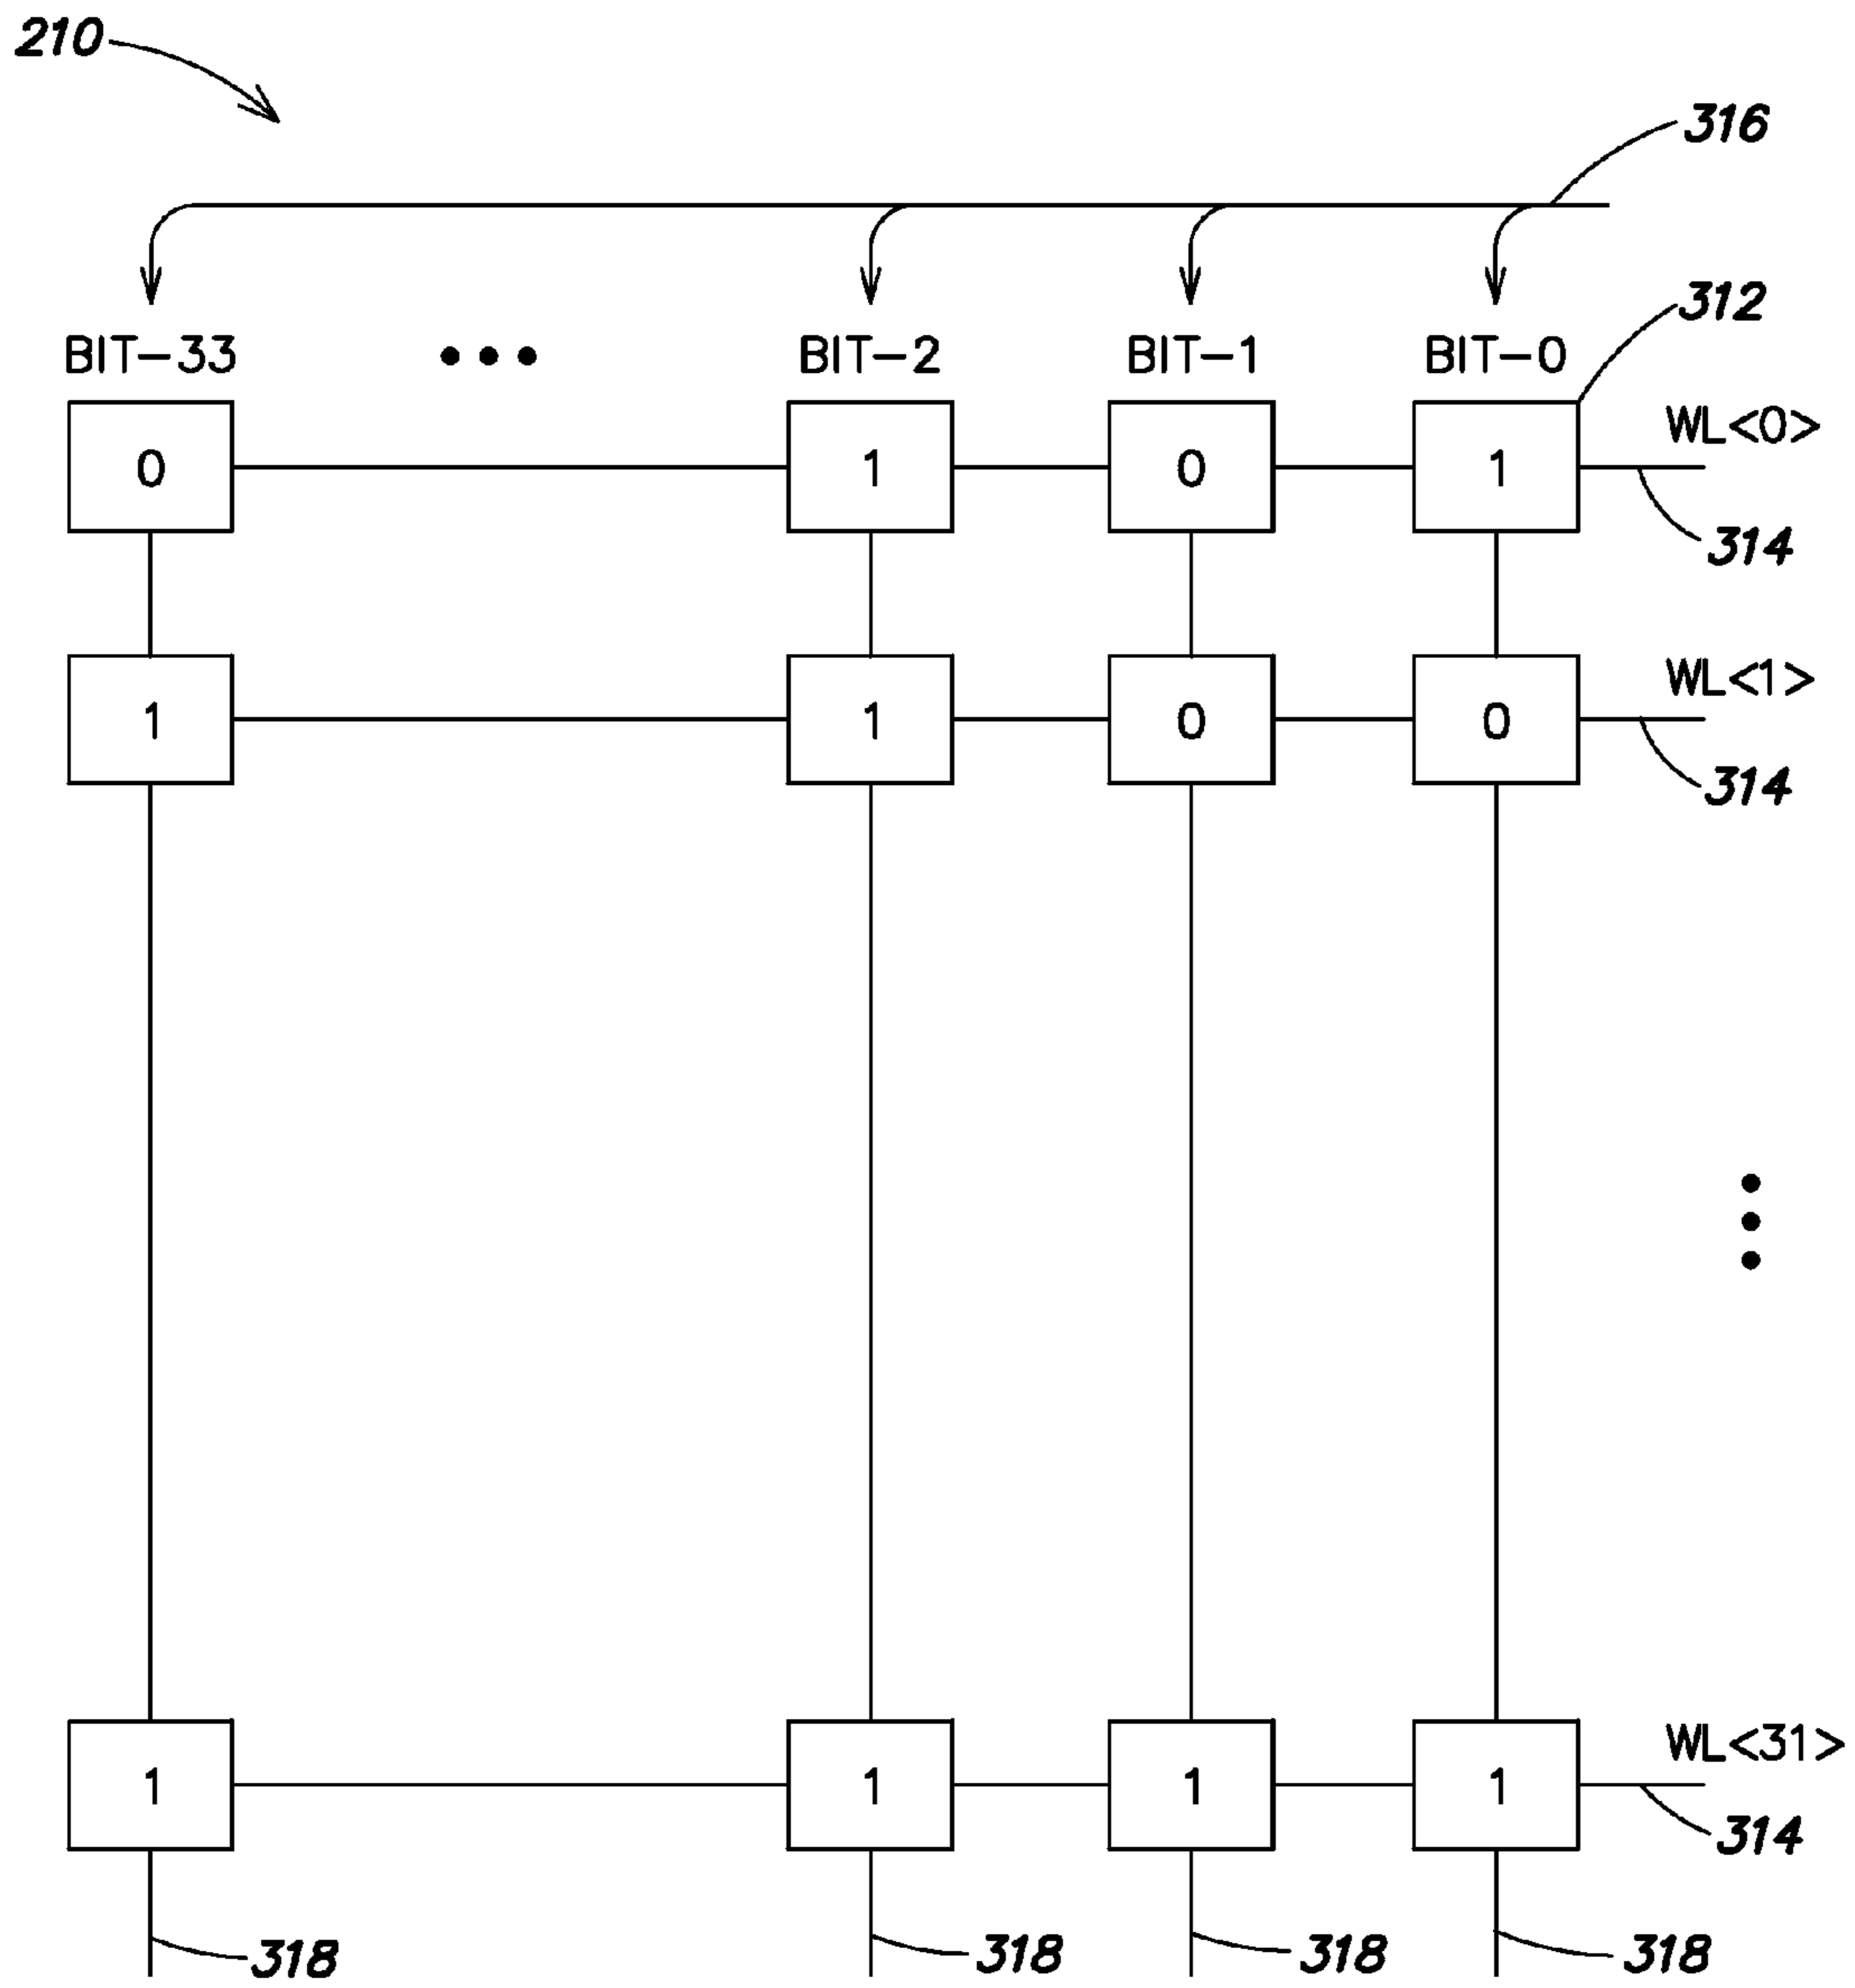 210
316
312
BIT-33 ••• BIT-2 BIT-1 BIT-0
WL<0>
0 1 0 1
314
WL<1>
1 1 0 0
314
WL<31>
1 1 1 1
314
318 318 318 318